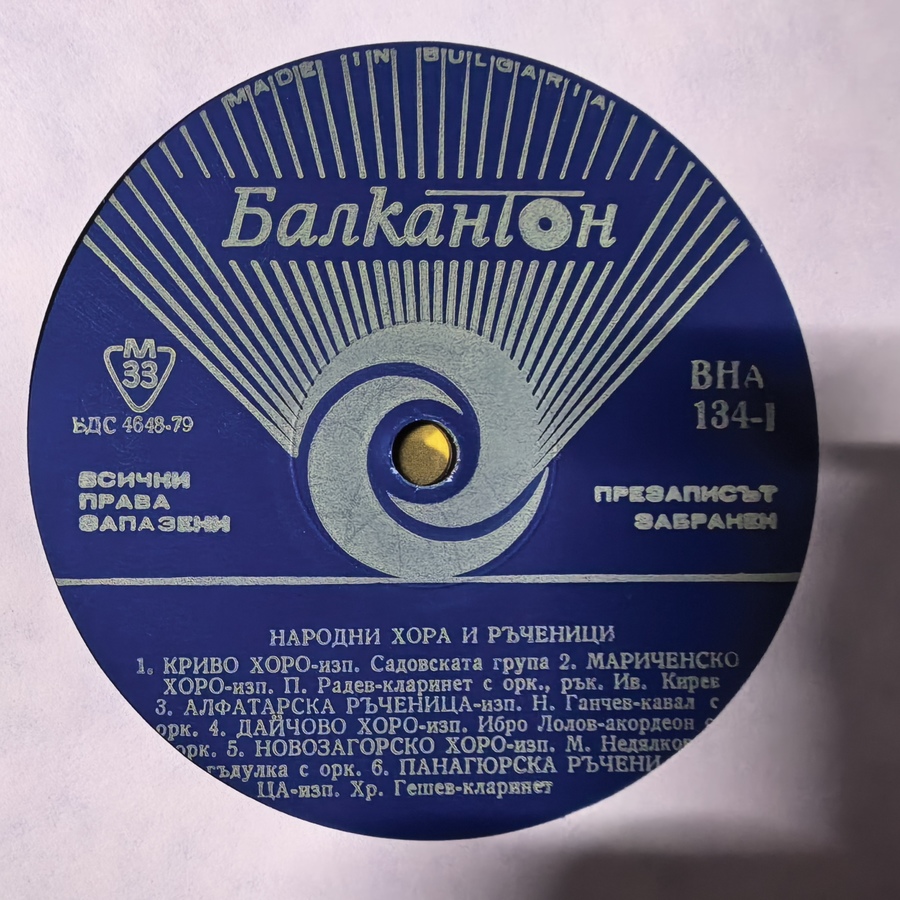 MADE IN BULGARIA
Балкантон
М
33
БДС 4648-79
ВНА
134-I
ВСИЧНИ
ПРАВА
ЗАПАЗЕНИ
ПРЕЗАПИСЪТ
ЗАБРАНЕН
НАРОДНИ ХОРА И РЪЧЕНИЦИ
1. КРИВО ХОРО-изп. Садовската група 2. МАРИЧЕНСКО
ХОРО-изп. П. Радев-кларинет с орк., рък. Ив. Кирев
3. АЛФАТАРСКА РЪЧЕНИЦА-изп. Н. Ганчев-кавал с
орк. 4. ДАЙЧОВО ХОРО-изп. Ибро Лолов-акордеон с
орк. 5. НОВОЗАГОРСКО ХОРО-изп. М. Недялков
гъдулка с орк. 6. ПАНАГЮРСКА РЪЧЕНИ
ЦА-изп. Хр. Гешев-кларинет